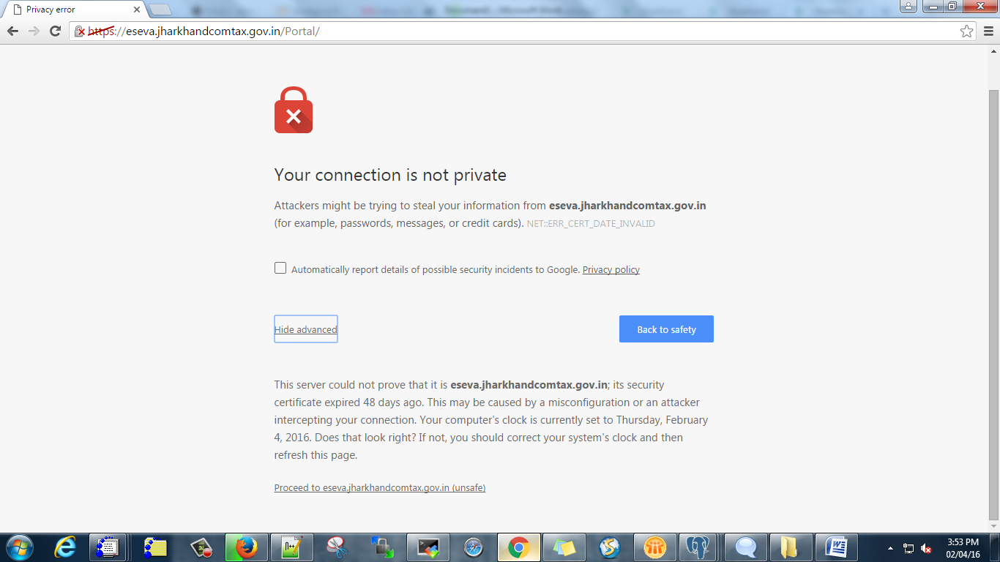 Privacy error
https://eseva.jharkhandcomtax.gov.in/Portal/
Your connection is not private
Attackers might be trying to steal your information from eseva.jharkhandcomtax.gov.in
(for example, passwords, messages, or credit cards). NET::ERR_CERT_DATE_INVALID
Automatically report details of possible security incidents to Google. Privacy policy
Hide advanced
Back to safety
This server could not prove that it is eseva.jharkhandcomtax.gov.in; its security
certificate expired 48 days ago. This may be caused by a misconfiguration or an attacker
intercepting your connection. Your computer's clock is currently set to Thursday, February
4, 2016. Does that look right? If not, you should correct your system's clock and then
refresh this page.
Proceed to eseva.jharkhandcomtax.gov.in (unsafe)
3:53 PM
02/04/16